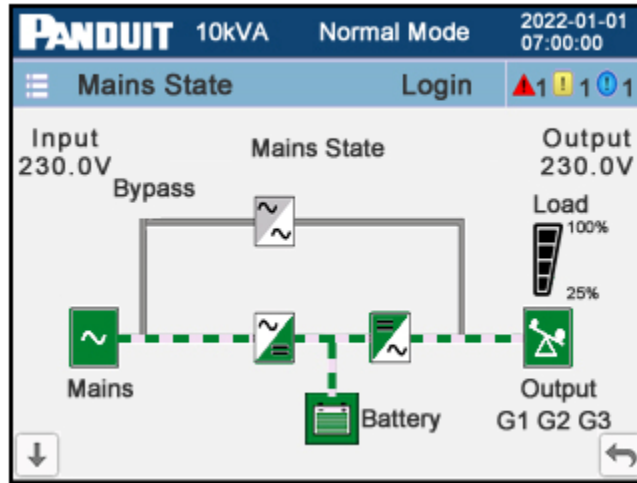 PANDUIT 10kVA Normal Mode 2022-01-01
07:00:00
Mains State Login 1 1 1
Input
230.0V
Mains State
Output
230.0V
Bypass
Load
100%
25%
Mains
Battery
Output
G1 G2 G3